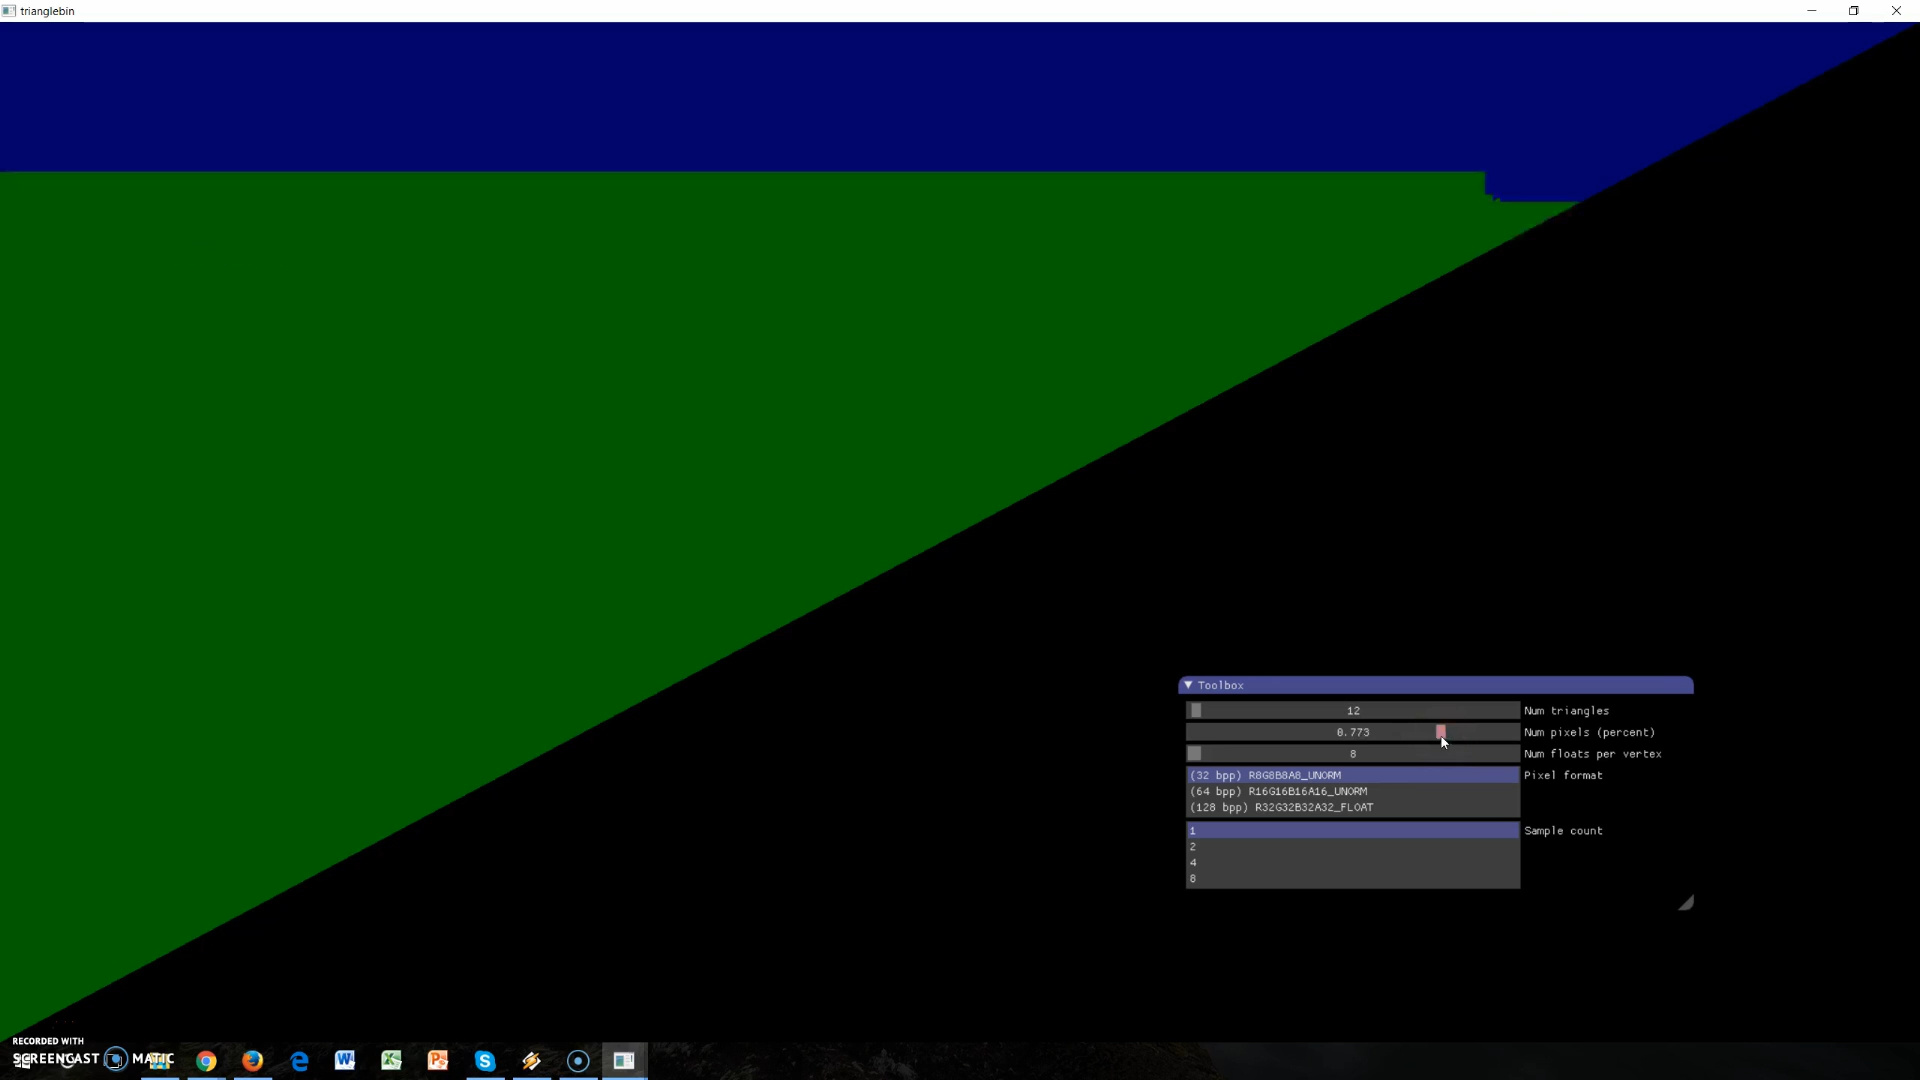 trianglebin
Toolbox
12 Num triangles
0.773 Num pixels (percent)
8 Num floats per vertex
(32 bpp) R8G8B8A8_UNORM Pixel format
(64 bpp) R16G16B16A16_UNORM
(128 bpp) R32G32B32A32_FLOAT
1 Sample count
2
4
8
RECORDED WITH
SCREENCAST MATIC